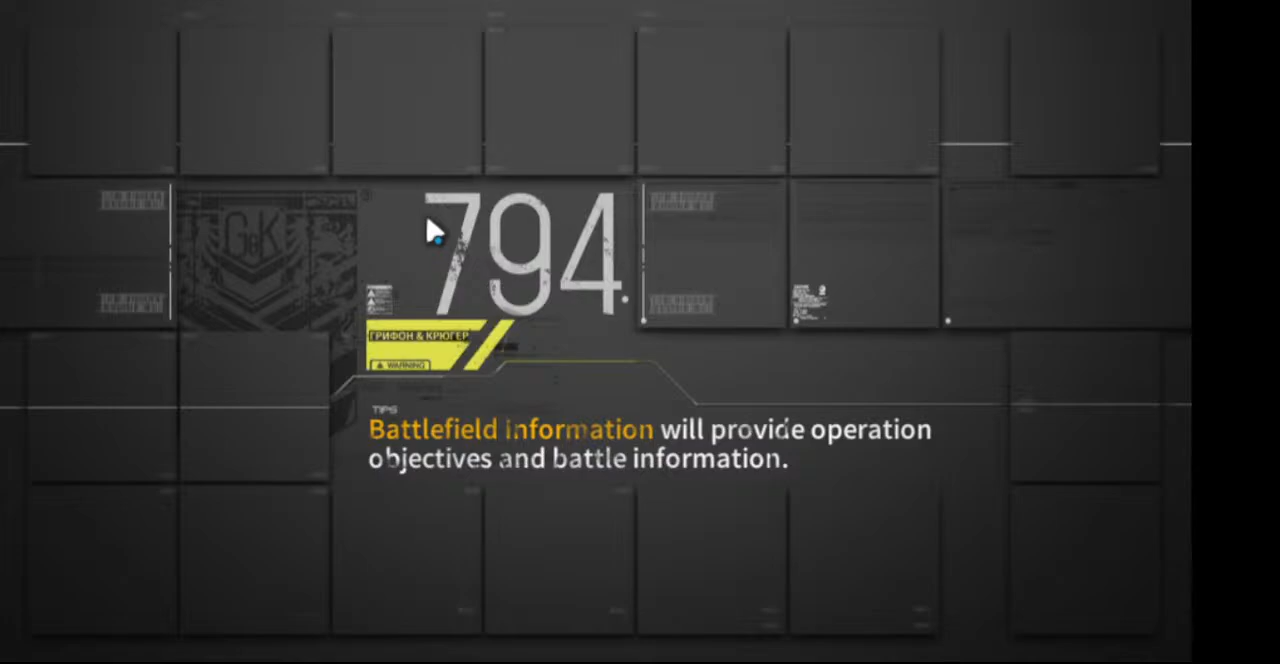 G&K
794.
ГРИФОН & КРЮГЕР
WARNING
TIPS
Battlefield information will provide operation
objectives and battle information.